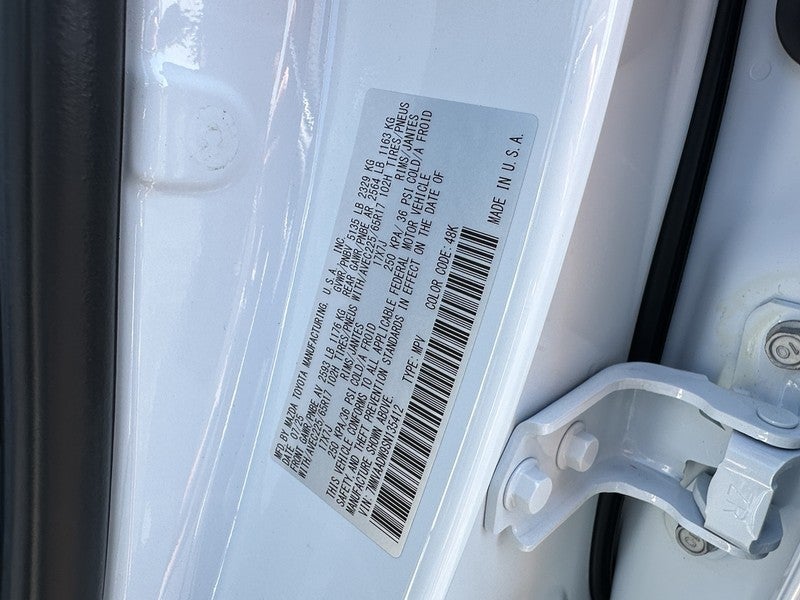 MFD. BY MAZDA TOYOTA MANUFACTURING, U.S.A., INC
DATE: 07/25 GWR/PNBV 5135 LB 2329 KG
FRONT GAWR/PNBE AV 2593 LB 1176 KG REAR GAWR/PNBE AR 2564 LB 1163 KG
WITH/AVEC225/65R17 102H TIRES/PNEUS WITH/AVEC225/65R17 102H TIRES/PNEUS
17X7J RIMS/JANTES 17X7J RIMS/JANTES
250 KPA/36 PSI COLD/A FROID 250 KPA/ 36 PSI COLD/A FROID
THIS VEHICLE CONFORMS TO ALL APPLICABLE FEDERAL MOTOR VEHICLE
SAFETY AND THEFT PREVENTION STANDARDS IN EFFECT ON THE DATE OF
MANUFACTURE SHOWN ABOVE.
VIN: TYPE: MPV COLOR CODE: 48K
MADE IN U.S.A.